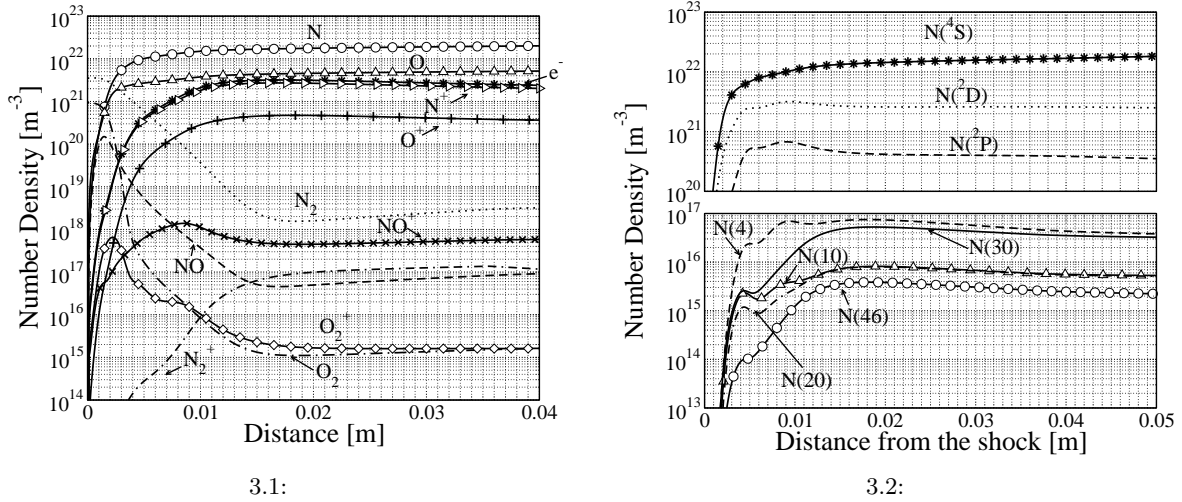 10^23
10^22
10^21
10^20
10^19
10^18
10^17
10^16
10^15
10^14
Number Density [m^-3]
N
O
e^-
N^+
O^+
N_2
NO^+
NO
O_2^+
N_2^+
O_2
0
0.01
0.02
0.03
0.04
Distance [m]
3.1:
10^23
10^22
10^21
10^20
N(^4S)
N(^2D)
N(^2P)
Number Density [m^-3]
10^17
10^16
10^15
10^14
10^13
N(4)
N(10)
N(30)
N(46)
N(20)
0
0.01
0.02
0.03
0.04
0.05
Distance from the shock [m]
3.2: